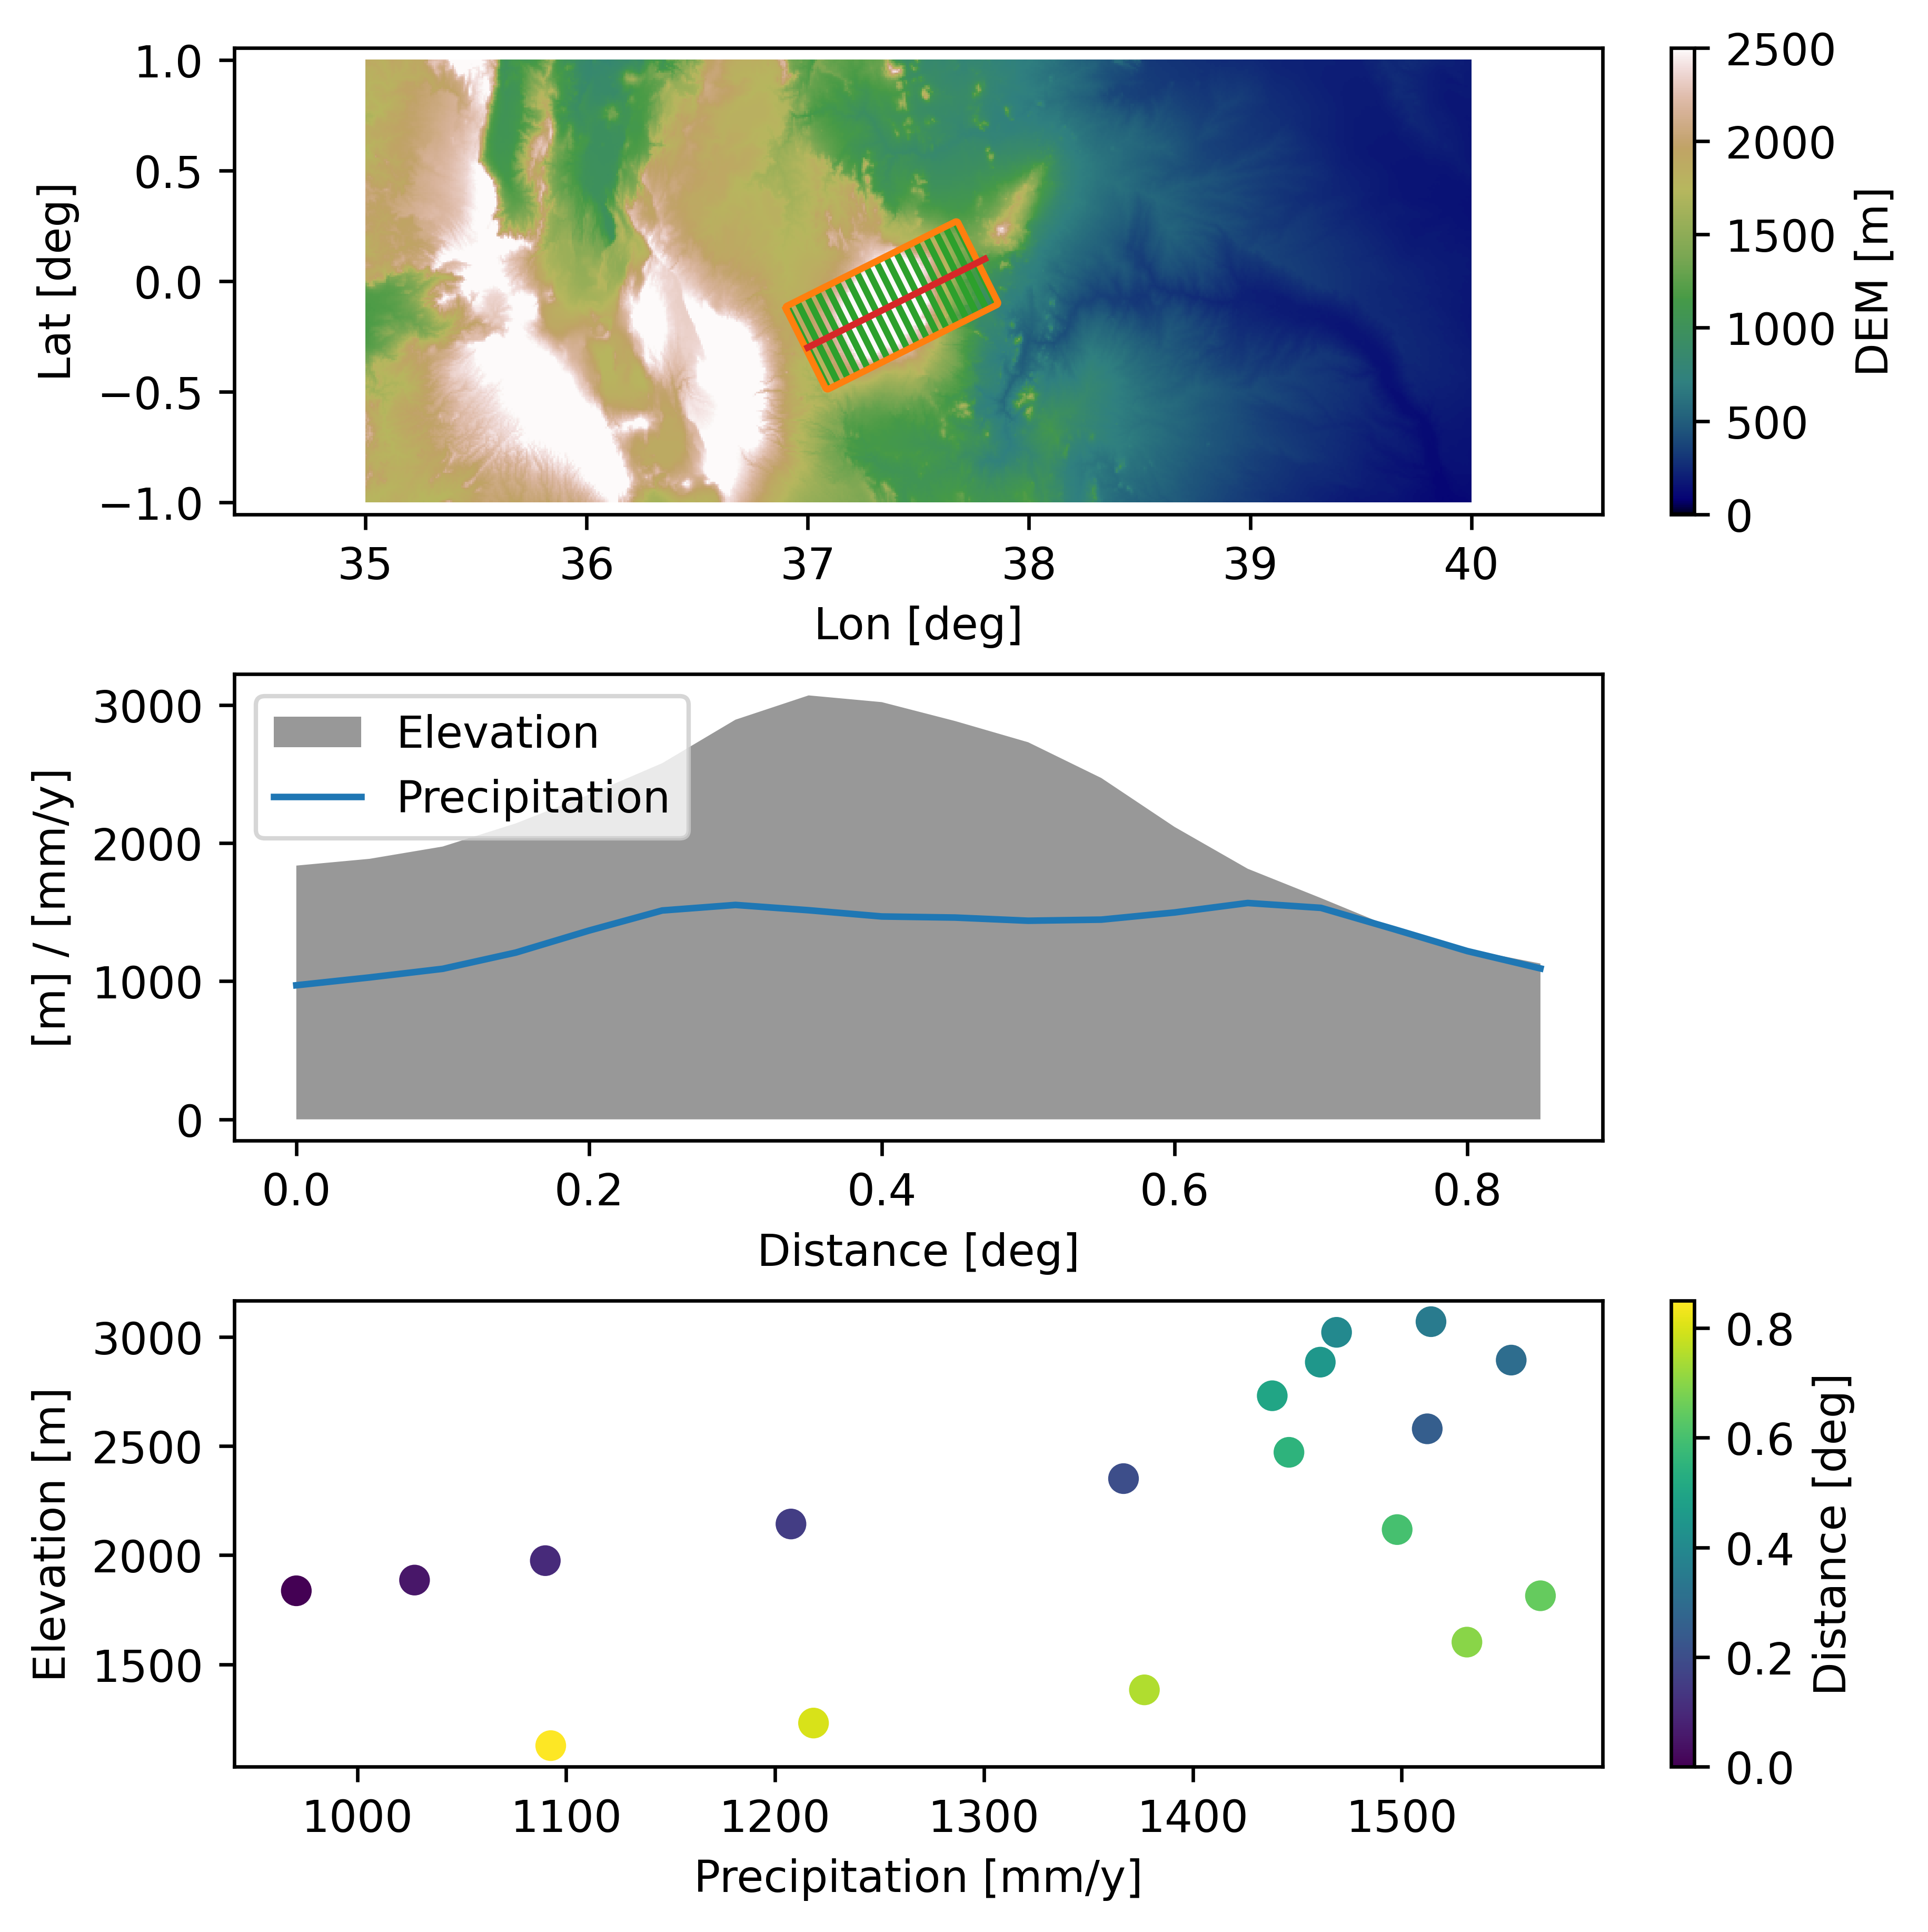 1.0
0.5
0.0
−0.5
−1.0
Lat [deg]
35 36 37 38 39 40
Lon [deg]
2500
2000
1500
1000
500
0
DEM [m]
3000
2000
1000
0
[m] / [mm/y]
Elevation
Precipitation
0.0 0.2 0.4 0.6 0.8
Distance [deg]
3000
2500
2000
1500
Elevation [m]
1000 1100 1200 1300 1400 1500
Precipitation [mm/y]
0.8
0.6
0.4
0.2
0.0
Distance [deg]